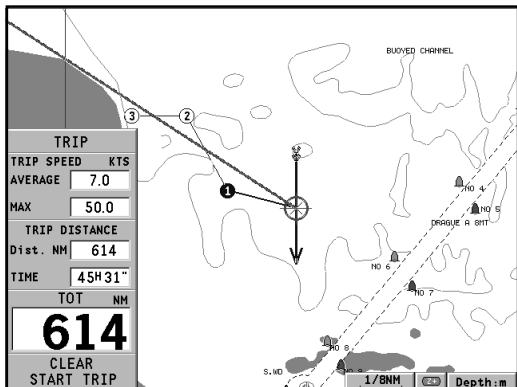 BUOYED CHANNEL
3
2
1
NO 4
NO 5
DRAGUE A 8MT
NO 6
NO 7
NO 8
S.WD
TRIP
TRIP SPEED KTS
AVERAGE 7.0
MAX 50.0
TRIP DISTANCE
Dist. NM 614
TIME 45H 31"
TOT NM
614
CLEAR
START TRIP
1/8NM Z+ Depth:m